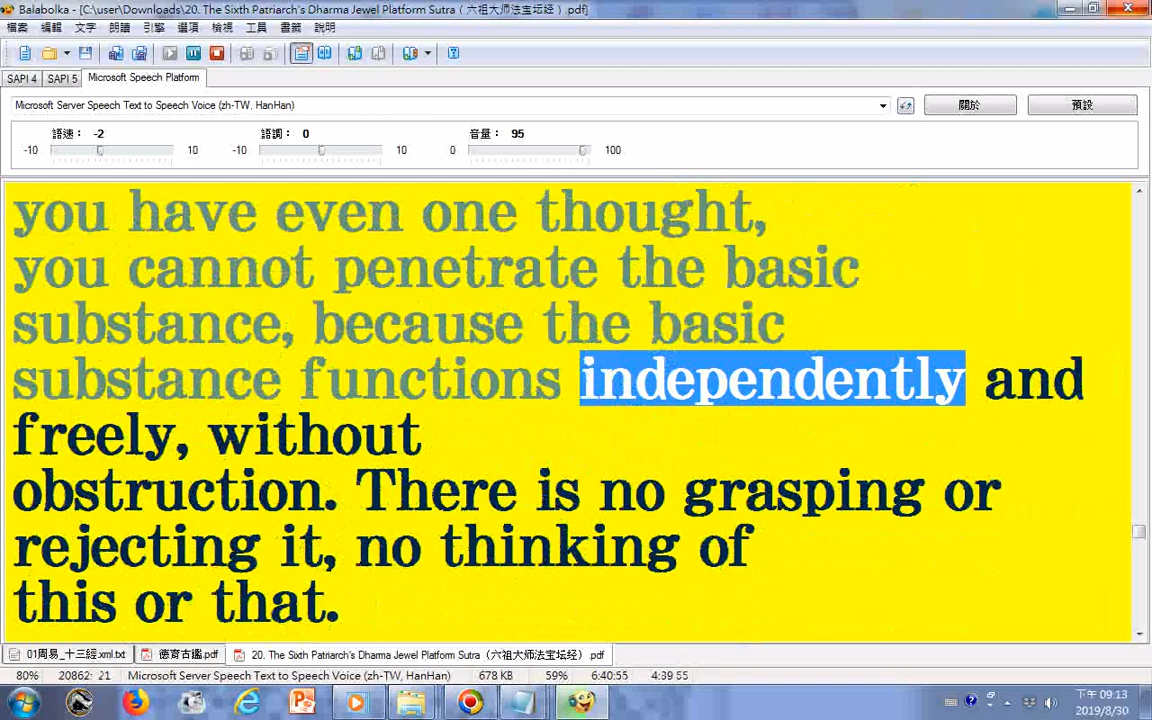 Balabolka - [C:\user\Downloads\20. The Sixth Patriarch's Dharma Jewel Platform Sutra（六祖大师法宝坛经）.pdf]
檔案 編輯 文字 朗讀 引擎 選項 檢視 工具 書籤 說明
SAPI 4 SAPI 5 Microsoft Speech Platform
Microsoft Server Speech Text to Speech Voice (zh-TW, HanHan) 關於 預設
語速： -2 語調： 0 音量： 95
-10 10 -10 10 0 100
you have even one thought,
you cannot penetrate the basic
substance, because the basic
substance functions independently and
freely, without
obstruction. There is no grasping or
rejecting it, no thinking of
this or that.
01周易_十三經.xml.txt 德育古鑑.pdf 20. The Sixth Patriarch's Dharma Jewel Platform Sutra（六祖大师法宝坛经）.pdf
80% 20862: 21 Microsoft Server Speech Text to Speech Voice (zh-TW, HanHan) 678 KB 59% 6:40:55 4:39 55
下午 09:13
2019/8/30